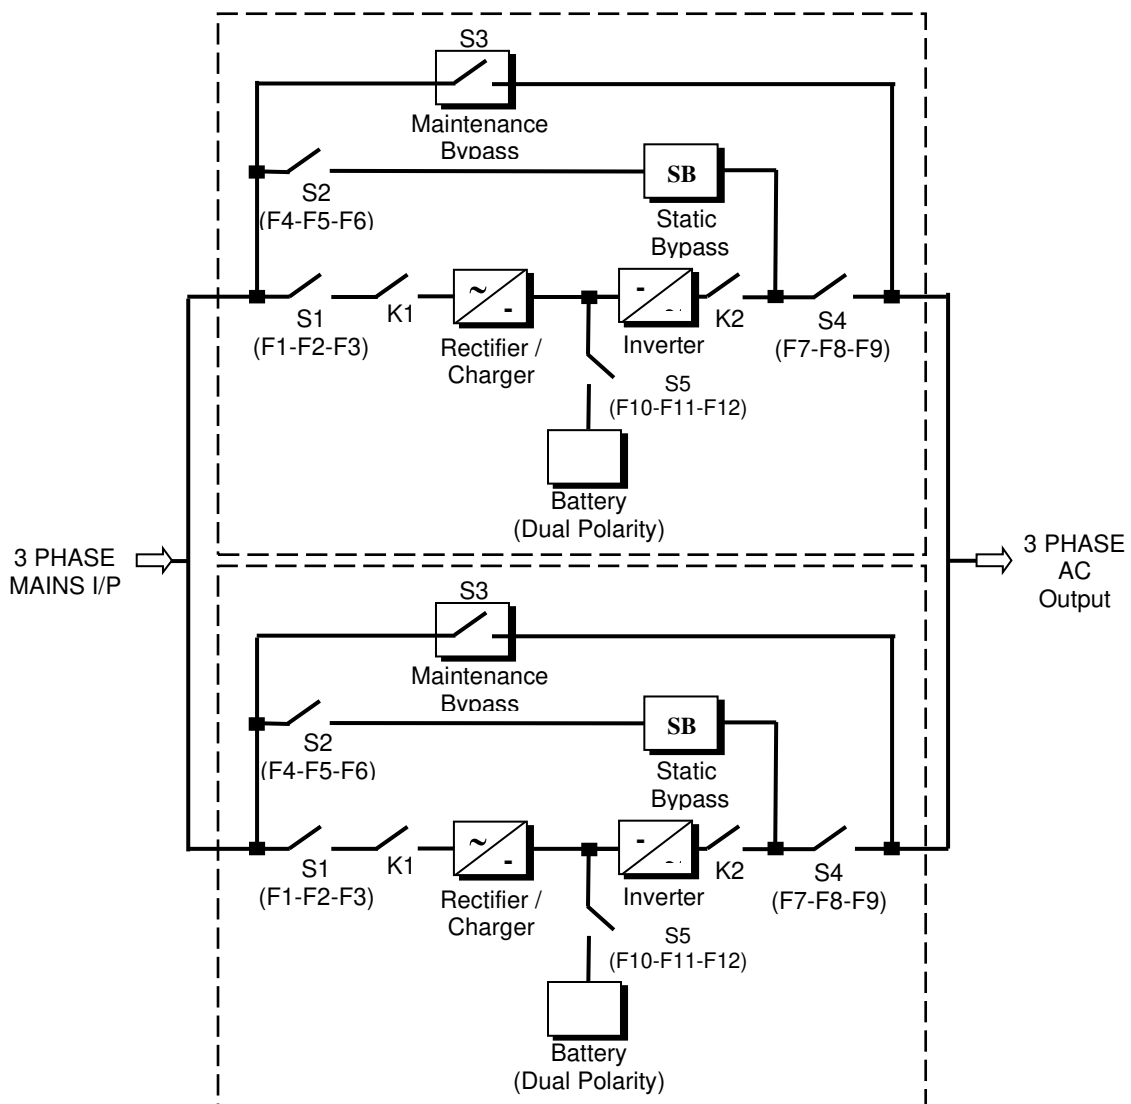 S3
Maintenance
Bypass
SB
S2
(F4-F5-F6)
Static
Bypass
~
-
-
~
S1
(F1-F2-F3)
K1
Rectifier /
Charger
Inverter
K2
S4
(F7-F8-F9)
S5
(F10-F11-F12)
Battery
(Dual Polarity)
3 PHASE
MAINS I/P
3 PHASE
AC
Output
S3
Maintenance
Bypass
SB
S2
(F4-F5-F6)
Static
Bypass
~
-
-
~
S1
(F1-F2-F3)
K1
Rectifier /
Charger
Inverter
K2
S4
(F7-F8-F9)
S5
(F10-F11-F12)
Battery
(Dual Polarity)